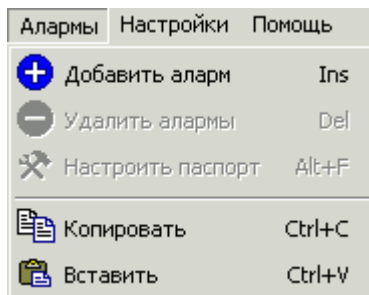 Алармы Настройки Помощь
Добавить аларм Ins
Удалить алармы Del
Настроить паспорт Alt+F
Копировать Ctrl+C
Вставить Ctrl+V